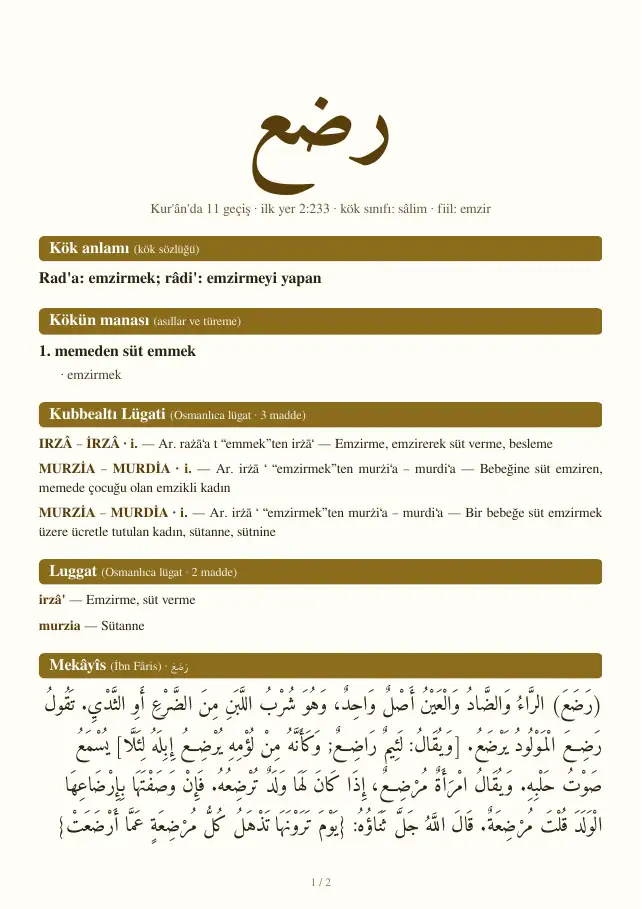 رضع
Kur'ân'da 11 geçiş · ilk yer 2:233 · kök sınıfı: sâlim · fiil: emzir
Kök anlamı (kök sözlüğü)
Rad'a: emzirmek; râdi': emzirmeyi yapan
Kökün manası (asıllar ve türeme)
1. memeden süt emmek
· emzirmek
Kubbealtı Lügati (Osmanlıca lügat · 3 madde)
IRZÂ – İRZÂ · i. — Ar. rażā‘a t “emmek”ten irżā‘ — Emzirme, emzirerek süt verme, besleme
MURZİA – MURDİA · i. — Ar. irżā ‘ “emzirmek”ten murżi‘a – murdi‘a — Bebeğine süt emziren,
memede çocuğu olan emzikli kadın
MURZİA – MURDİA · i. — Ar. irżā ‘ “emzirmek”ten murżi‘a – murdi‘a — Bir bebeğe süt emzirmek
üzere ücretle tutulan kadın, sütanne, sütnine
Luggat (Osmanlıca lügat · 2 madde)
irzâ' — Emzirme, süt verme
murzia — Sütanne
Mekâyîs (İbn Fâris) · رَضَعَ
(رَضَعَ) الرَّاءُ وَالضَّادُ وَالْعَيْنُ أَصْلٌ وَاحِدٌ، وَهُوَ شُرْبُ اللَّبَنِ مِنَ الضَّرْعِ أَوِ الثَّدْيِ. تَقُولُ
رَضِعَ الْمَوْلُودُ يَرْضَعُ. [وَيُقَالُ: لَئِيمٌ رَاضِعٌ; وَكَأَنَّهُ مِنْ لُؤْمِهِ يُرْضِعُ إِبِلَهُ لِئَلَّا] يُسْمَعُ
صَوْتُ حَلْبِهِ. وَيُقَالُ امْرَأَةٌ مُرْضِعٌ، إِذَا كَانَ لَهَا وَلَدٌ تُرْضِعُهُ. فَإِنْ وَصَفْتَهَا بِإِرْضَاعِهَا
الْوَلَدَ قُلْتَ مُرْضِعَةٌ. قَالَ اللَّهُ جَلَّ ثَنَاؤُهُ: {يَوْمَ تَرَوْنَهَا تَذْهَلُ كُلُّ مُرْضِعَةٍ عَمَّا أَرْضَعَتْ}
1 / 2